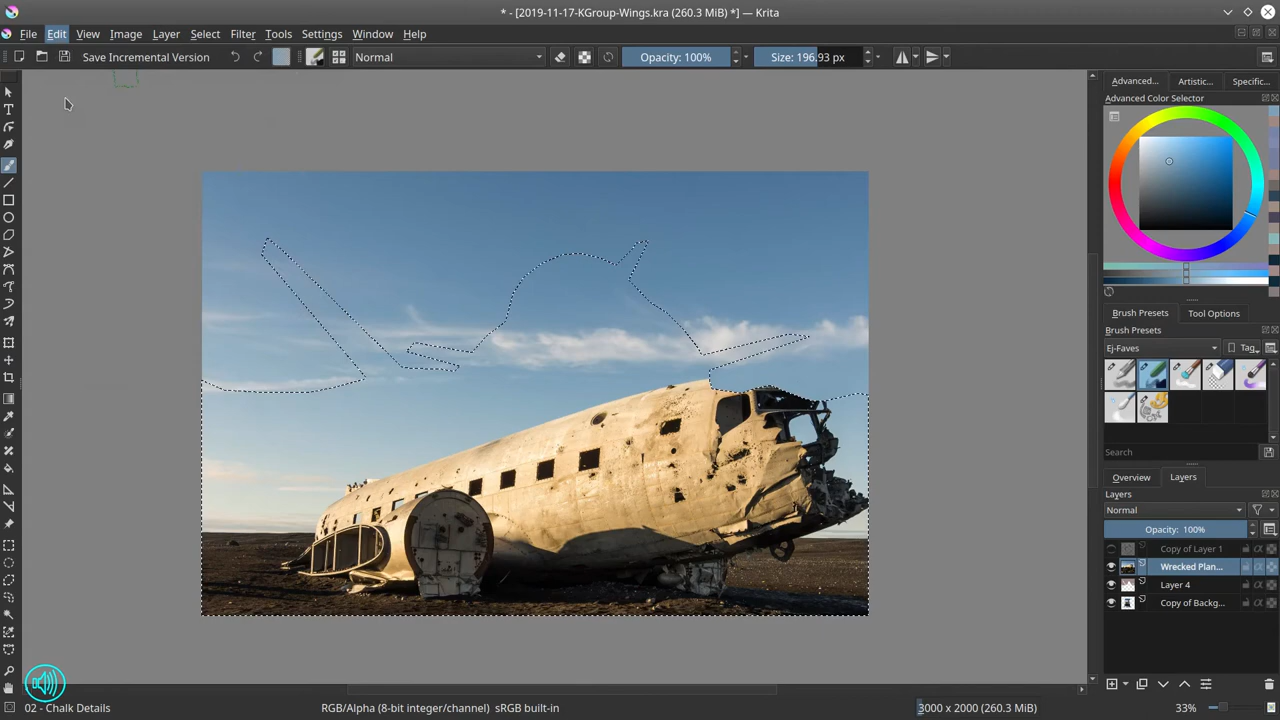 * - [2019-11-17-KGroup-Wings.kra (260.3 MiB) *] — Krita
File Edit View Image Layer Select Filter Tools Settings Window Help
Save Incremental Version Normal Opacity: 100% Size: 196.93 px
Advanced... Artistic... Specific...
Advanced Color Selector
Brush Presets Tool Options
Brush Presets
Ej-Faves Tag
Search
Overview Layers
Layers
Normal
Opacity: 100%
Copy of Layer 1
Wrecked Plan...
Layer 4
Copy of Backg...
02 - Chalk Details RGB/Alpha (8-bit integer/channel) sRGB built-in 3000 x 2000 (260.3 MiB) 33%